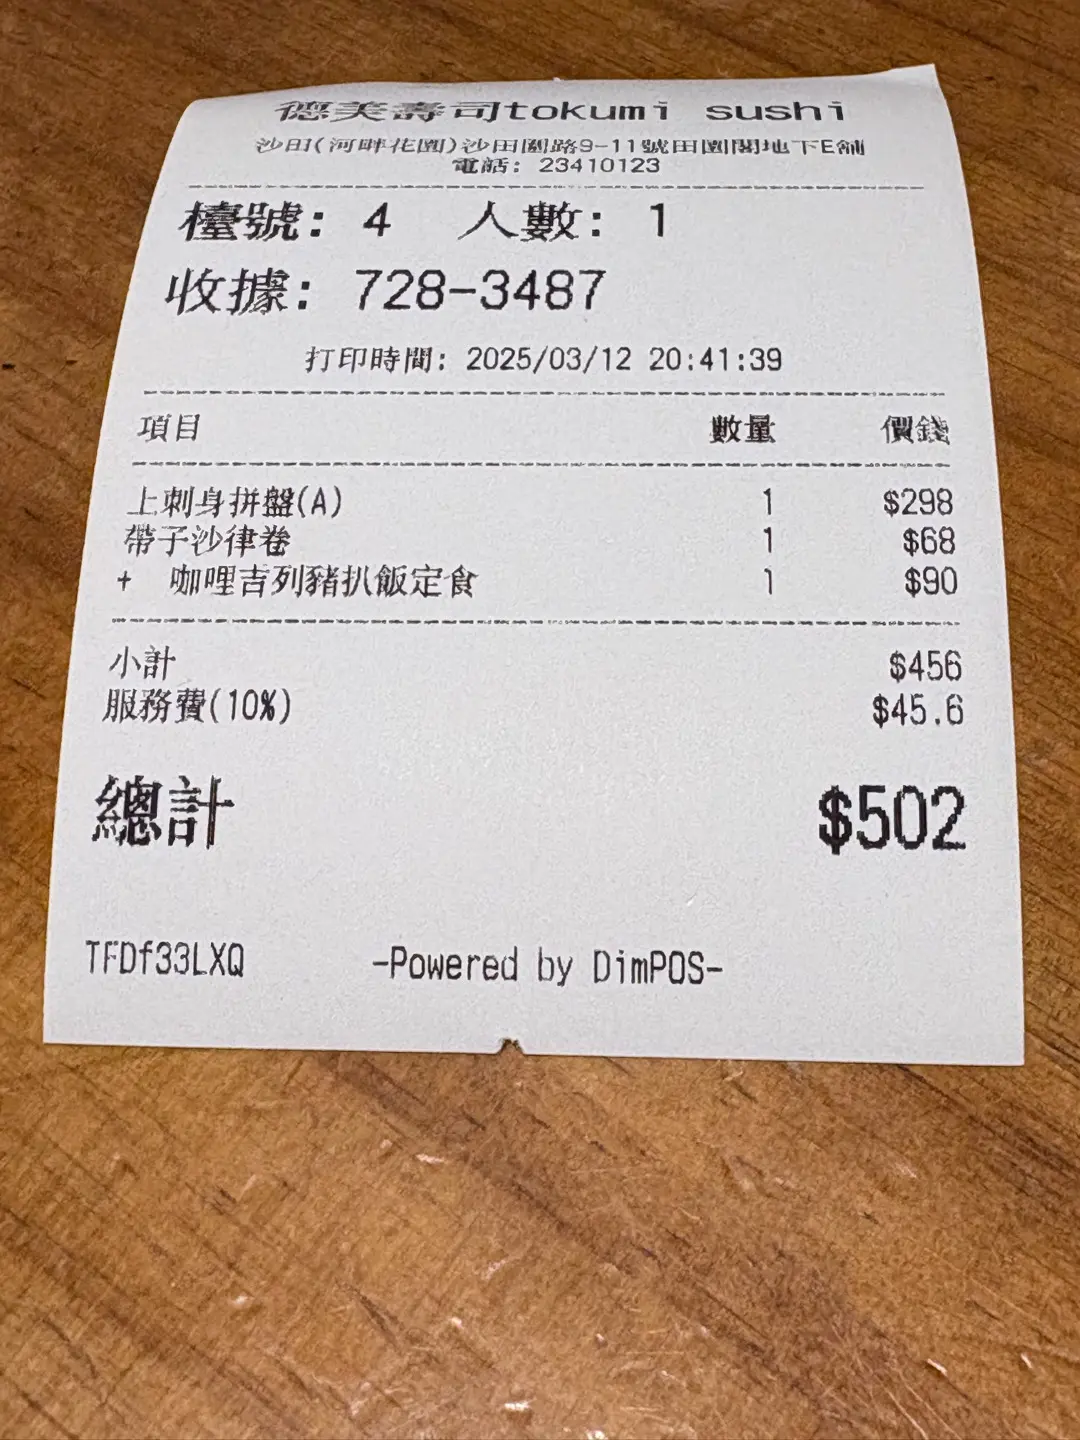 德美壽司tokumi sushi
沙田(河畔花園)沙田圍路9-11號田園閣地下E舖
電話: 23410123
檯號: 4 人數: 1
收據: 728-3487
打印時間: 2025/03/12 20:41:39
項目 數量 價錢
上刺身拼盤(A) 1 $298
帶子沙律卷 1 $68
+ 咖哩吉列豬扒飯定食 1 $90
小計 $456
服務費(10%) $45.6
總計 $502
TFDf33LXQ -Powered by DimPOS-